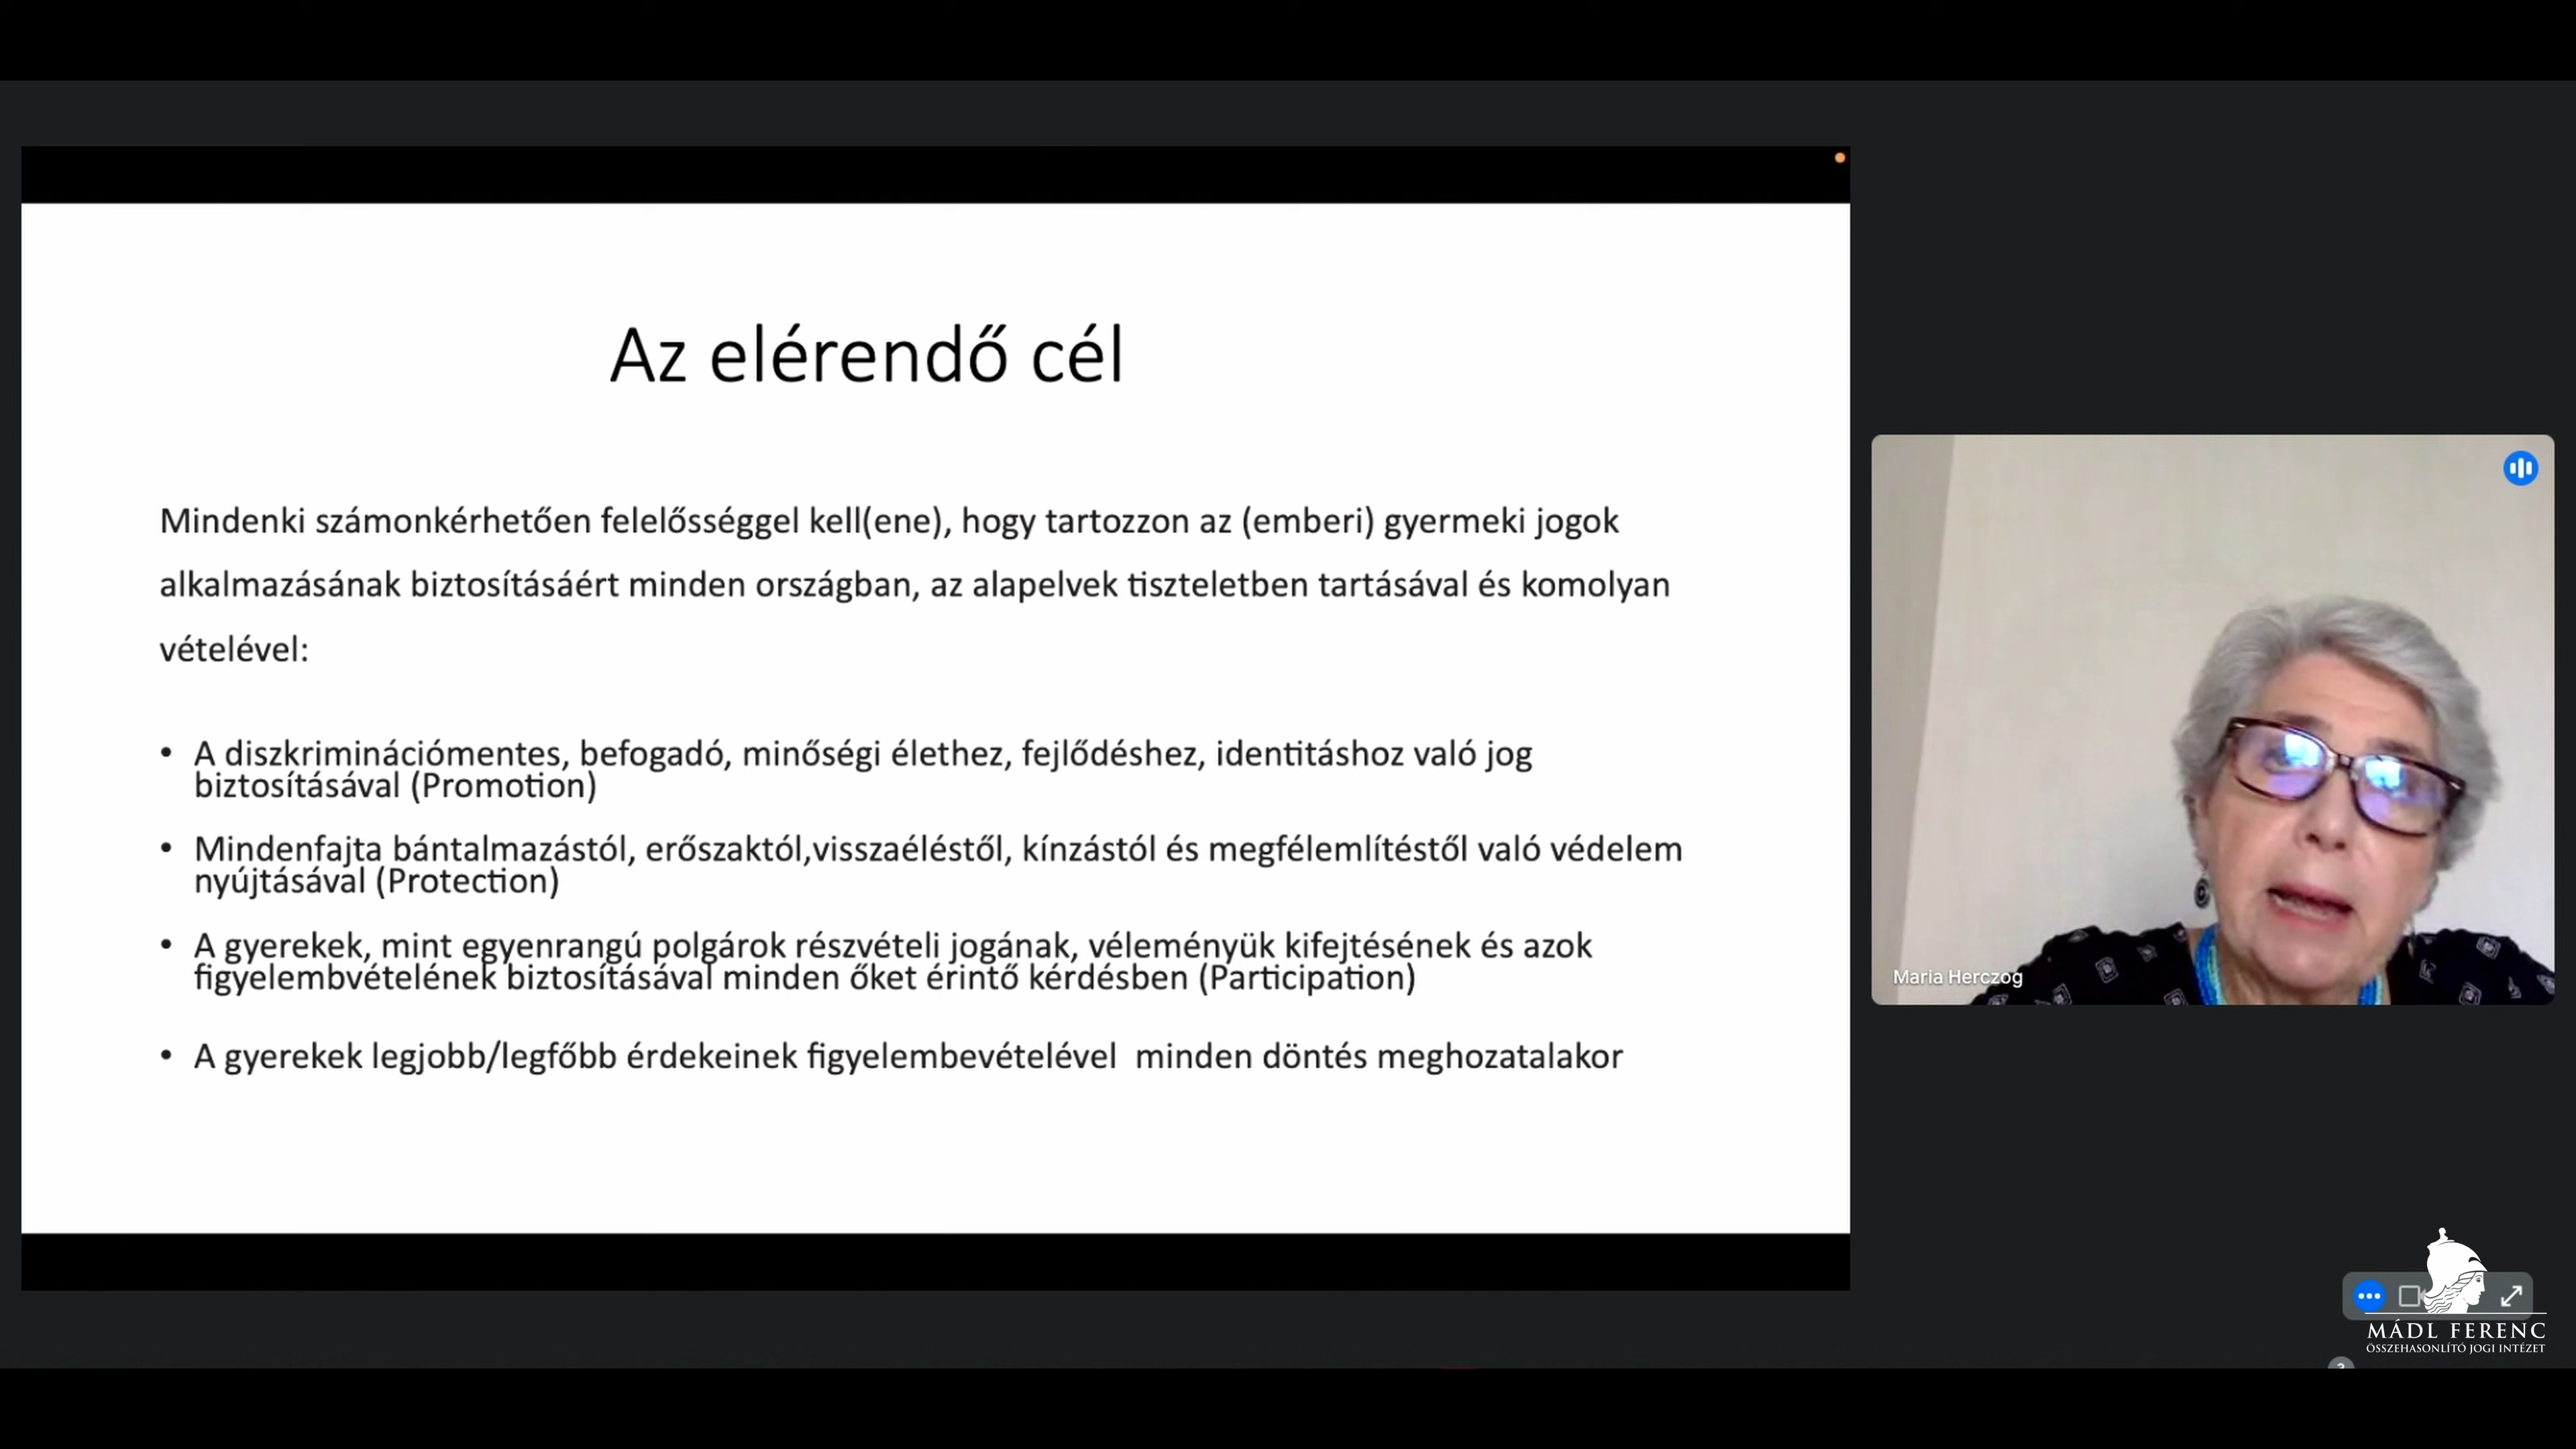 Az elérendő cél
Mindenki számonkérhetően felelősséggel kell(ene), hogy tartozzon az (emberi) gyermeki jogok
alkalmazásának biztosításáért minden országban, az alapelvek tiszteletben tartásával és komolyan
vételével:
• A diszkriminációmentes, befogadó, minőségi élethez, fejlődéshez, identitáshoz való jog
biztosításával (Promotion)
• Mindenfajta bántalmazástól, erőszaktól,visszaéléstől, kínzástól és megfélemlítéstől való védelem
nyújtásával (Protection)
• A gyerekek, mint egyenrangú polgárok részvételi jogának, véleményük kifejtésének és azok
figyelembvételének biztosításával minden őket érintő kérdésben (Participation)
• A gyerekek legjobb/legfőbb érdekeinek figyelembevételével minden döntés meghozatalakor
Maria Herczog
MÁDL FERENC
ÖSSZEHASONLÍTÓ JOGI INTÉZET